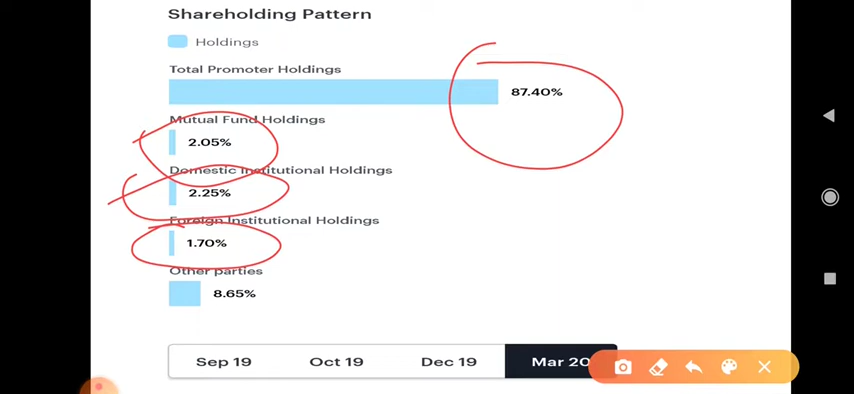 Shareholding Pattern
Holdings
Total Promoter Holdings
87.40%
Mutual Fund Holdings
2.05%
Domestic Institutional Holdings
2.25%
Foreign Institutional Holdings
1.70%
Other parties
8.65%
Sep 19 Oct 19 Dec 19 Mar 20